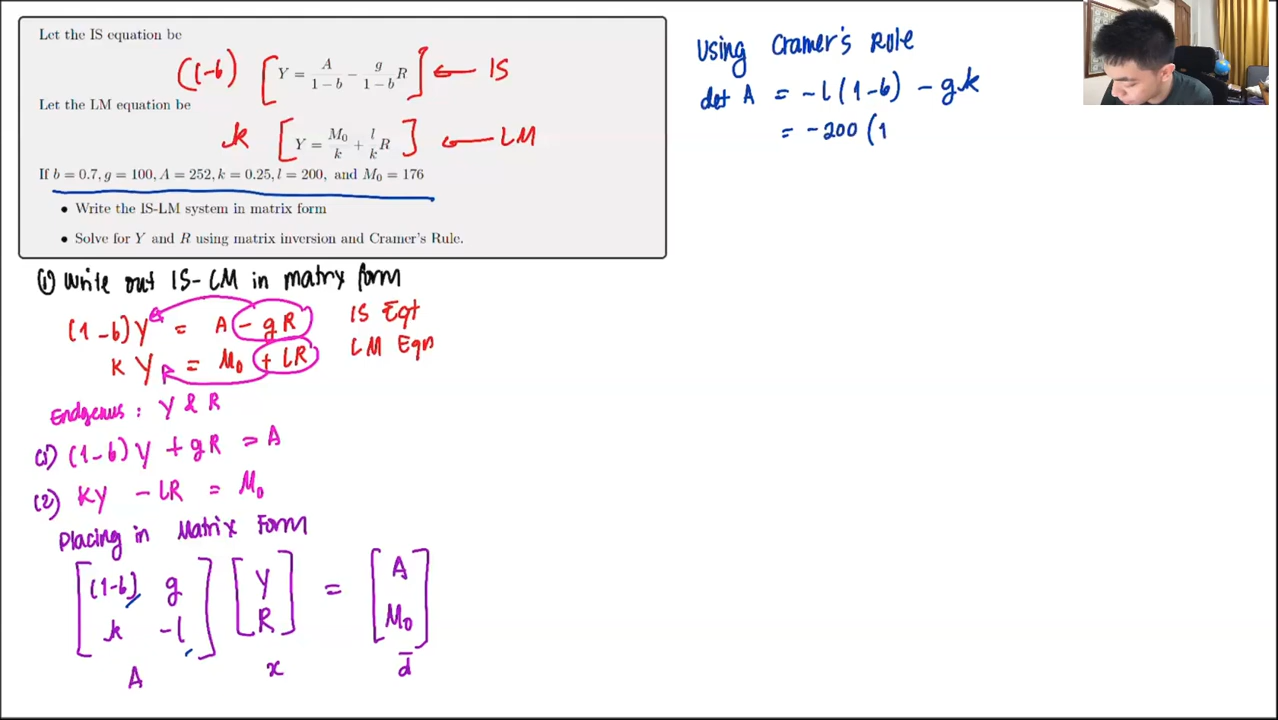 Let the IS equation be
(1-b) [ Y = A/(1 − b) − g/(1 − b) R ] ← IS
Let the LM equation be
k [ Y = M₀/k + l/k R ] ← LM
If b = 0.7, g = 100, A = 252, k = 0.25, l = 200, and M₀ = 176
• Write the IS-LM system in matrix form
• Solve for Y and R using matrix inversion and Cramer's Rule.
(1) Write out IS-LM in matrix form
(1-b) Y = A - gR IS Eqt
K Y = M₀ + LR LM Eqn
Endgenus : Y & R
(1) (1-b) Y + gR = A
(2) KY - LR = M₀
Placing in Matrix Form
[ (1-b) g ] [ Y ] = [ A ]
[ k -l ] [ R ] [ M₀ ]
A x d̄
Using Cramer's Rule
det A = -l (1-b) - g.k
= -200 (1